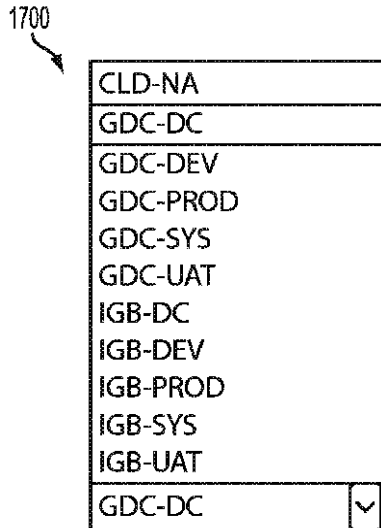 1700
CLD-NA
GDC-DC
GDC-DEV
GDC-PROD
GDC-SYS
GDC-UAT
IGB-DC
IGB-DEV
IGB-PROD
IGB-SYS
IGB-UAT
GDC-DC